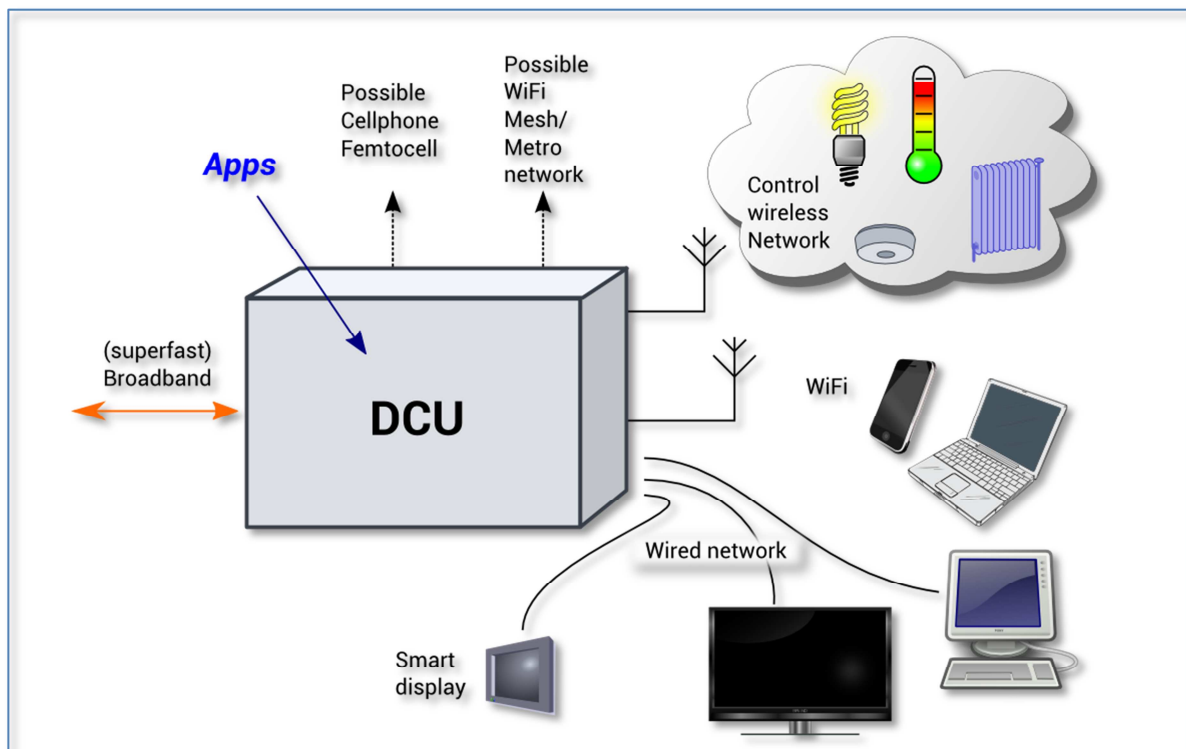 Possible
Cellphone
Femtocell
Possible
WiFi
Mesh/
Metro
network
Apps
Control
wireless
Network
(superfast)
Broadband
DCU
WiFi
Wired network
Smart
display